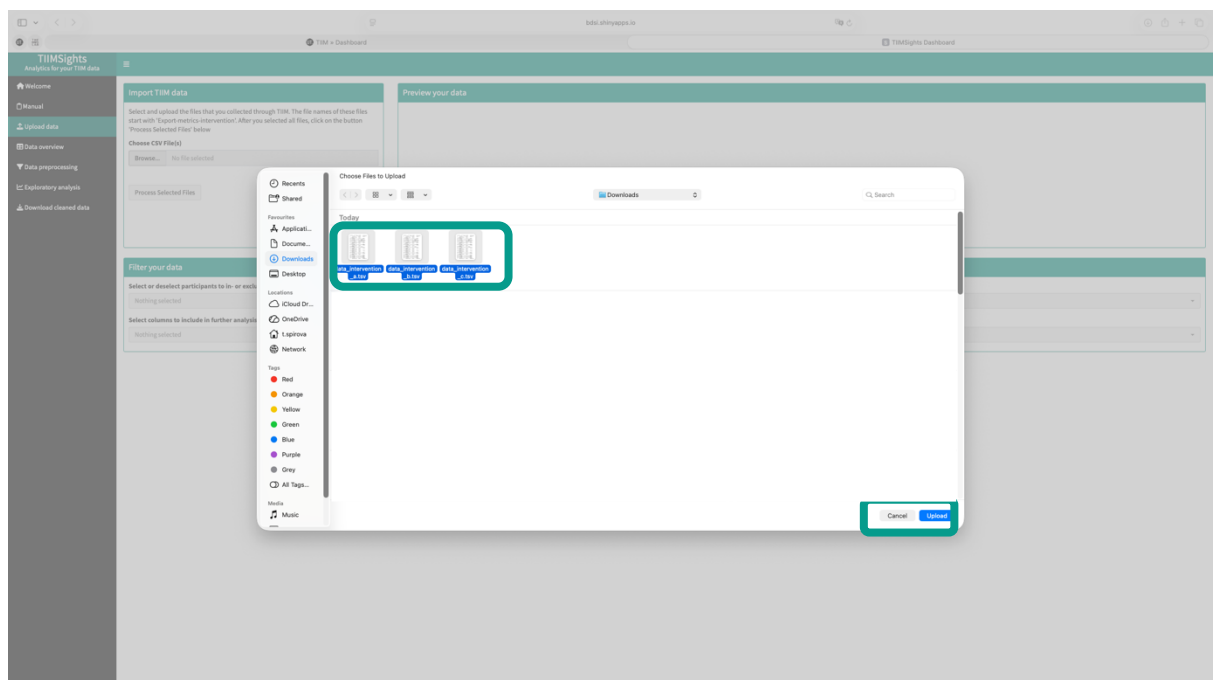 bdsi.shinyapps.io
TIIM + Dashboard
TIIMSights Dashboard
TIIMSights
Analytics for your TIIM data
Welcome
Manual
Upload data
Data overview
Data preprocessing
Exploratory analysis
Download cleaned data
Import TIIM data
Select and upload the files that you collected through TIIM. The file names of these files
start with 'Export-metrics-intervention'. After you selected all files, click on the button
'Process Selected Files' below
Choose CSV File(s)
Browse... No file selected
Process Selected Files
Preview your data
Filter your data
Select or deselect participants to in- or exclu
Nothing selected
Select columns to include in further analysis
Nothing selected
Choose Files to Upload
Recents
Shared
Favourites
Applicati...
Docume...
Downloads
Desktop
Locations
iCloud Dr...
OneDrive
t.spirova
Network
Tags
Red
Orange
Yellow
Green
Blue
Purple
Grey
All Tags...
Media
Music
Downloads
Search
Today
data_intervention
_a.tsv
data_intervention
_b.tsv
data_intervention
_c.tsv
Cancel
Upload